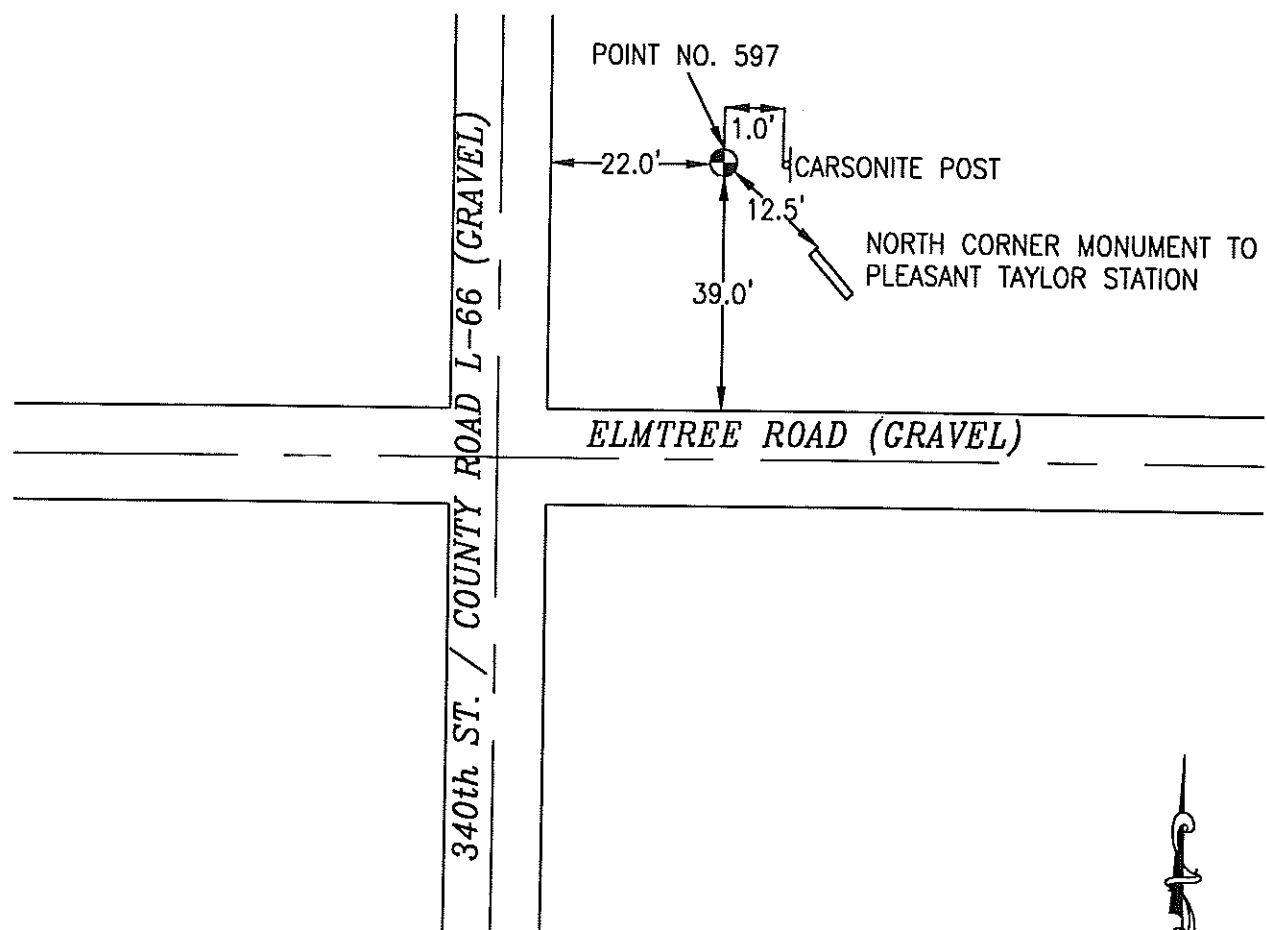 POINT NO. 597
1.0'
22.0'
CARSONITE POST
12.5'
NORTH CORNER MONUMENT TO
PLEASANT TAYLOR STATION
39.0'
ELMTREE ROAD (GRAVEL)
340th ST. / COUNTY ROAD L-66 (GRAVEL)